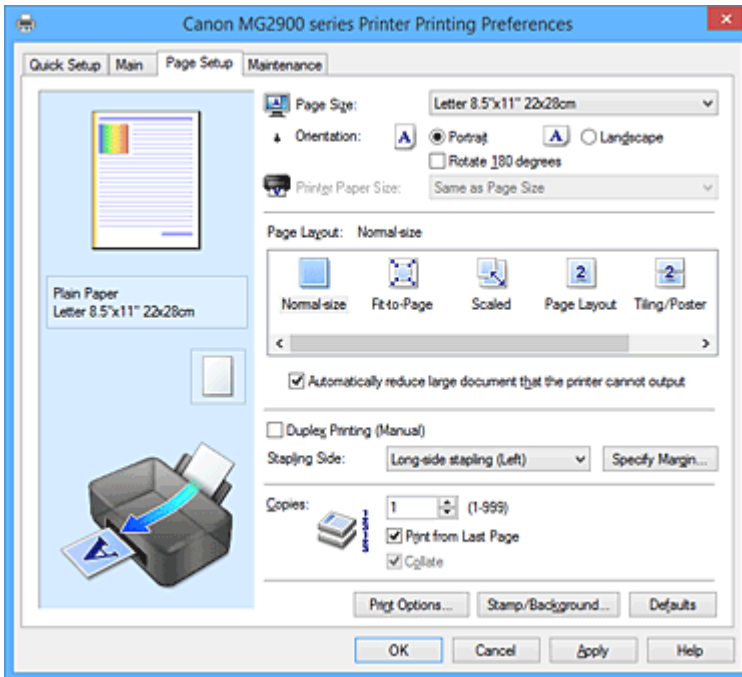 Canon MG2900 series Printer Printing Preferences
Quick Setup Main Page Setup Maintenance
Page Size: Letter 8.5"x11" 22x28cm
Orientation: A Portrait A Landscape
Rotate 180 degrees
Printer Paper Size: Same as Page Size
Page Layout: Normal-size
Normal-size Fit-to-Page Scaled Page Layout Tiling/Poster
Plain Paper
Letter 8.5"x11" 22x28cm
Automatically reduce large document that the printer cannot output
Duplex Printing (Manual)
Stapling Side: Long-side stapling (Left) Specify Margin...
Copies: 1 (1-999)
Print from Last Page
Collate
A
Print Options... Stamp/Background... Defaults
OK Cancel Apply Help